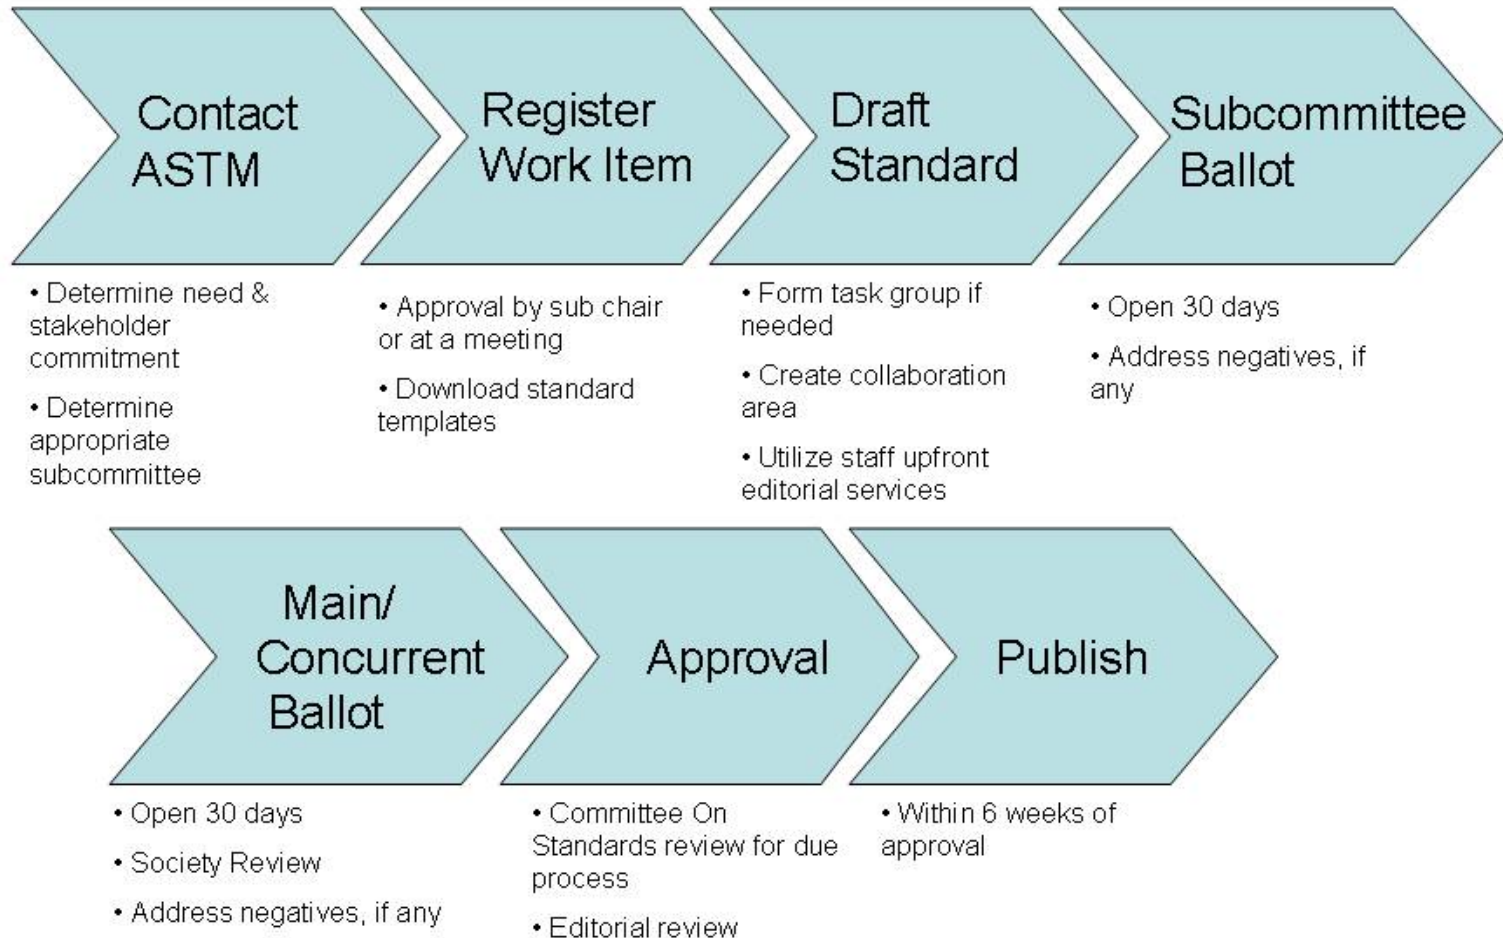 Contact
ASTM
• Determine need &
stakeholder
commitment
• Determine
appropriate
subcommittee
Register
Work Item
• Approval by sub chair
or at a meeting
• Download standard
templates
Draft
Standard
• Form task group if
needed
• Create collaboration
area
• Utilize staff upfront
editorial services
Subcommittee
Ballot
• Open 30 days
• Address negatives, if
any
Main/
Concurrent
Ballot
• Open 30 days
• Society Review
• Address negatives, if any
Approval
• Committee On
Standards review for due
process
• Editorial review
Publish
• Within 6 weeks of
approval